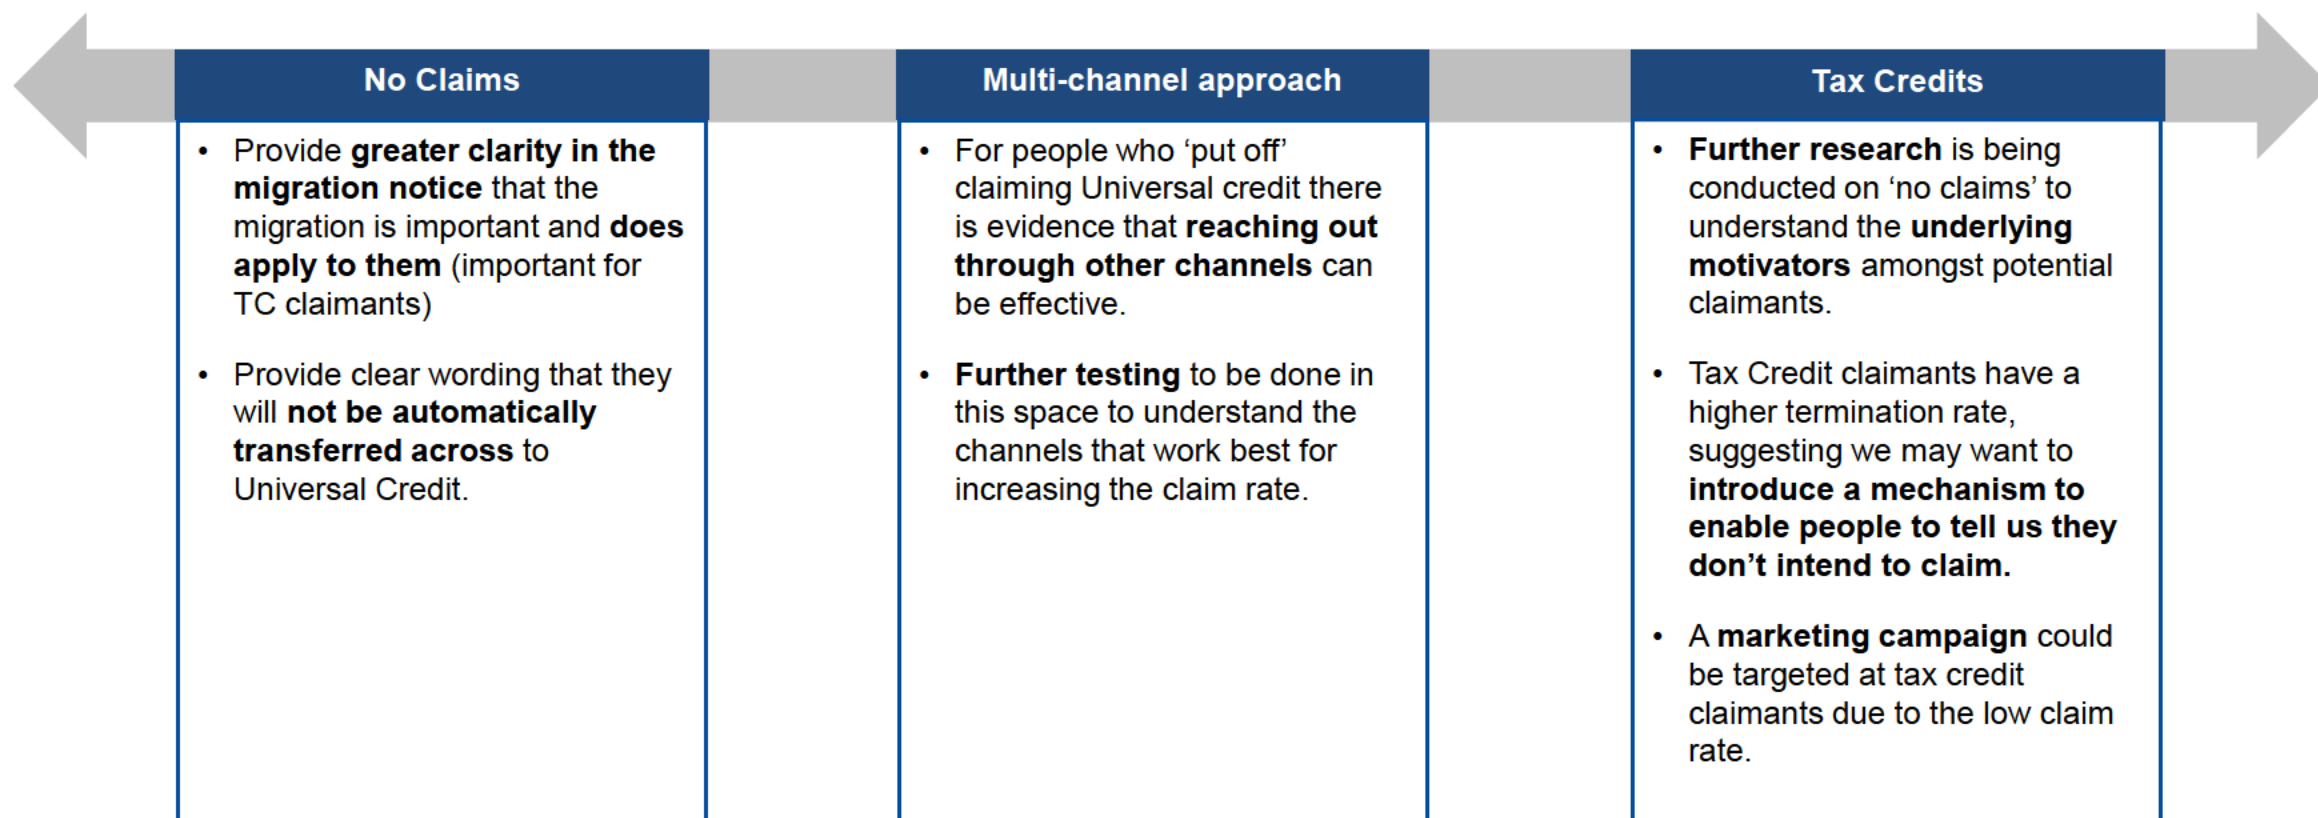 No Claims
• Provide greater clarity in the
migration notice that the
migration is important and does
apply to them (important for
TC claimants)
• Provide clear wording that they
will not be automatically
transferred across to
Universal Credit.
Multi-channel approach
• For people who ‘put off’
claiming Universal credit there
is evidence that reaching out
through other channels can
be effective.
• Further testing to be done in
this space to understand the
channels that work best for
increasing the claim rate.
Tax Credits
• Further research is being
conducted on ‘no claims’ to
understand the underlying
motivators amongst potential
claimants.
• Tax Credit claimants have a
higher termination rate,
suggesting we may want to
introduce a mechanism to
enable people to tell us they
don’t intend to claim.
• A marketing campaign could
be targeted at tax credit
claimants due to the low claim
rate.